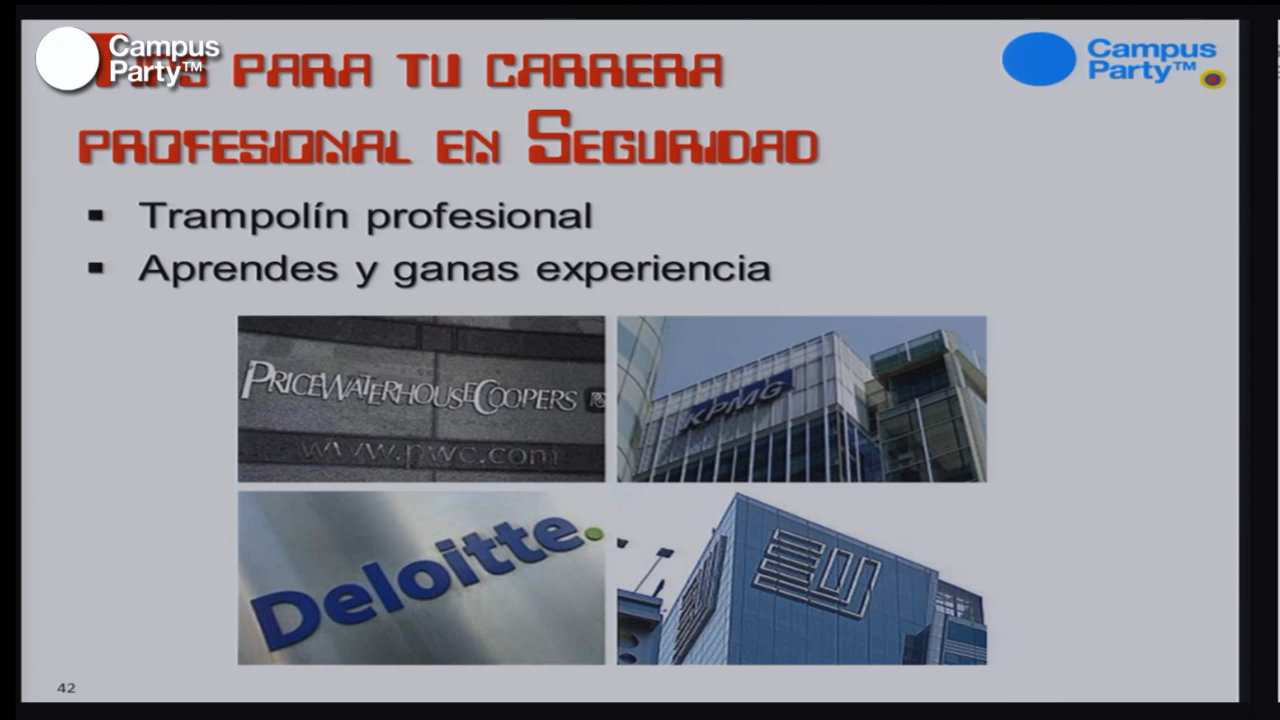 Campus
Party™
PARA TU CARRERA
PROFESIONAL EN SEGURIDAD
Campus
Party™
▪ Trampolín profesional
▪ Aprendes y ganas experiencia
PRICEWATERHOUSECOOPERS
www.pwc.com
KPMG
Deloitte.
EY
42